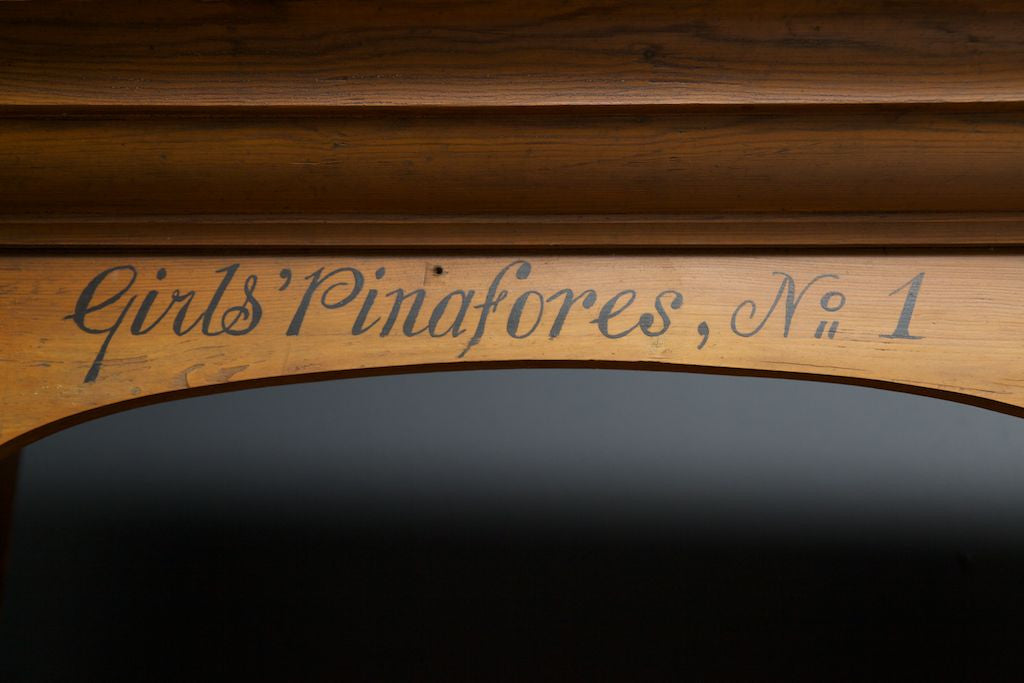 Girls' Pinafores, No 1